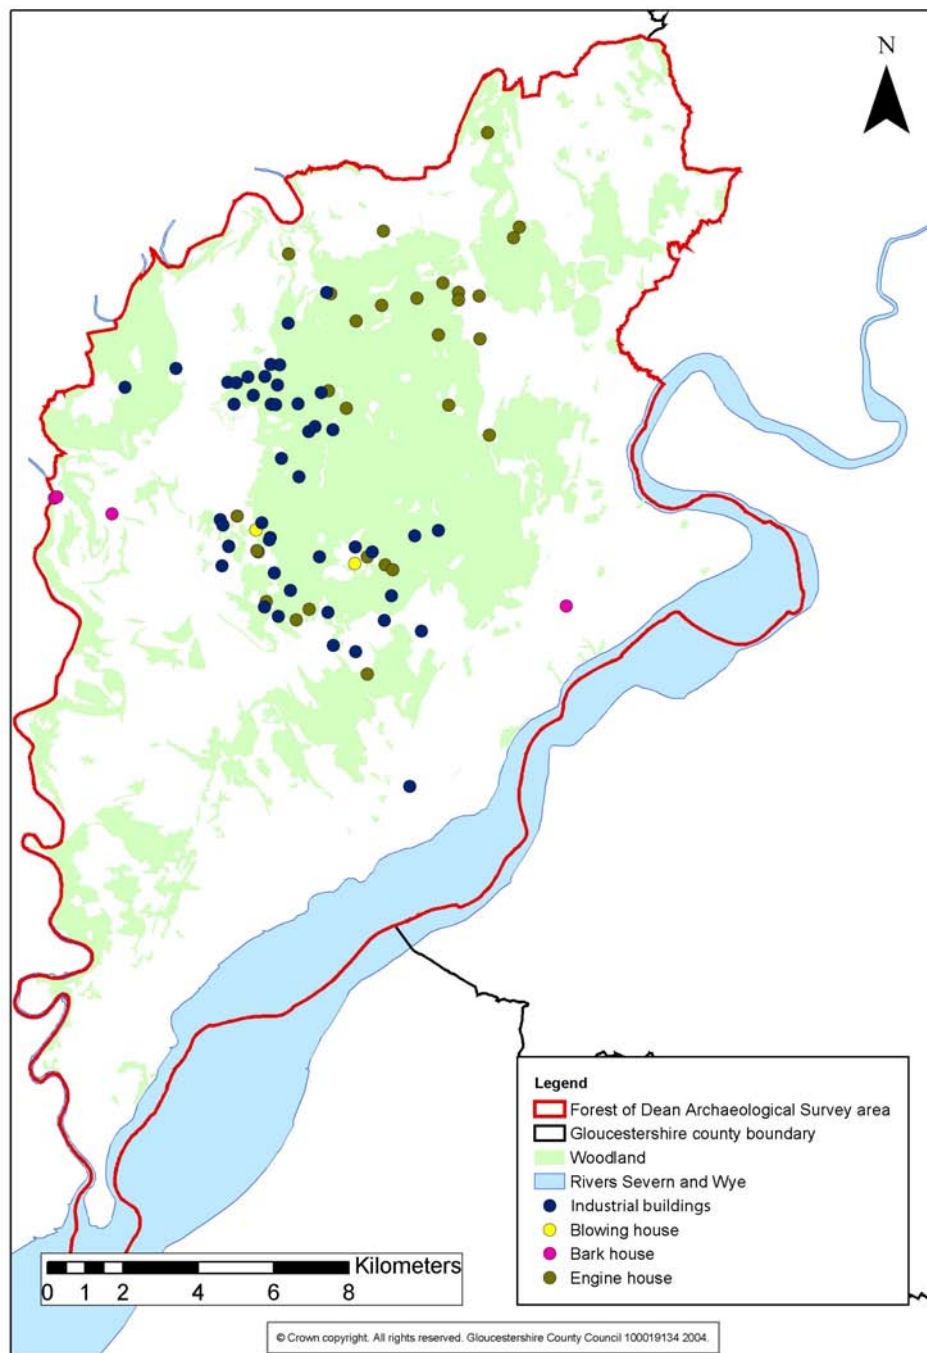 N
Legend
Forest of Dean Archaeological Survey area
Gloucestershire county boundary
Woodland
Rivers Severn and Wye
Industrial buildings
Blowing house
Bark house
Engine house
Kilometers
0 1 2 4 6 8
© Crown copyright. All rights reserved. Gloucestershire County Council 100019134 2004.